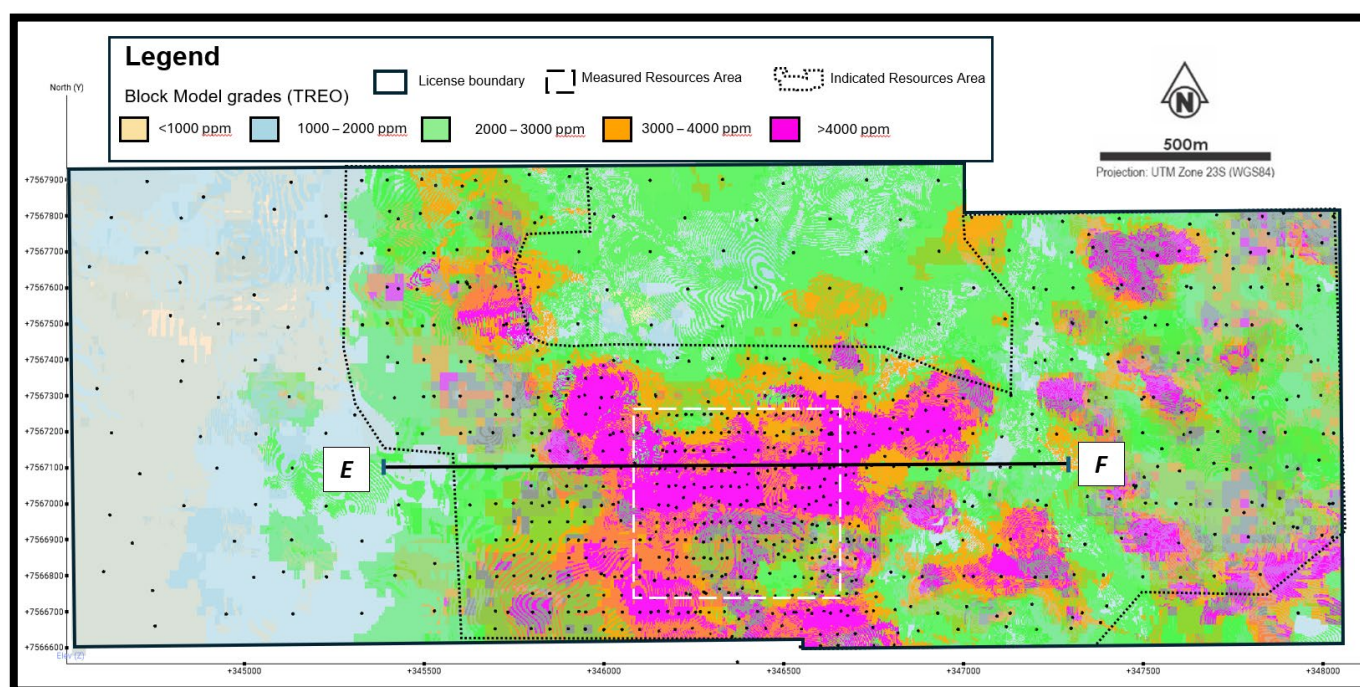 Legend
License boundary
Measured Resources Area
Indicated Resources Area
Block Model grades (TREO)
<1000 ppm
1000 – 2000 ppm
2000 – 3000 ppm
3000 – 4000 ppm
>4000 ppm
N
500m
Projection: UTM Zone 23S (WGS84)
North (Y)
+7567900
+7567800
+7567700
+7567600
+7567500
+7567400
+7567300
+7567200
+7567100
+7567000
+7566900
+7566800
+7566700
+7566600
E
F
Elev (Z)
+345000
+345500
+346000
+346500
+347000
+347500
+348000